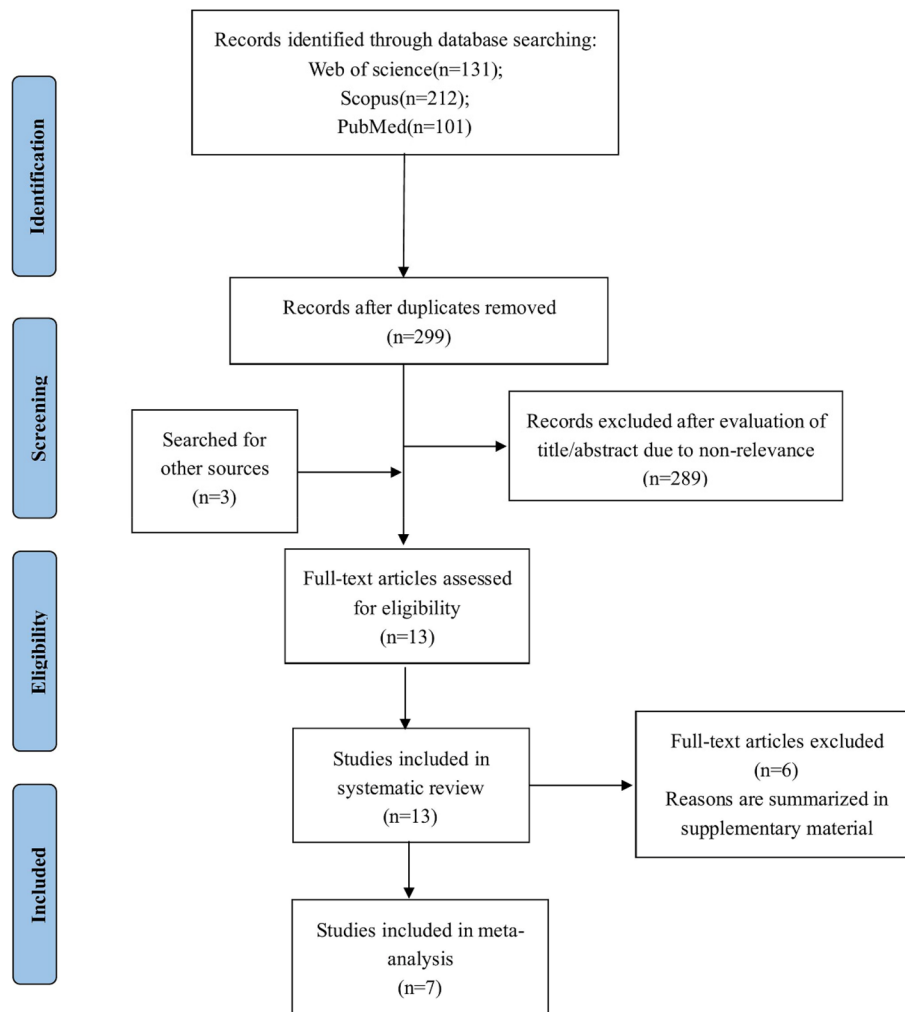 Records identified through database searching:
Web of science(n=131);
Scopus(n=212);
PubMed(n=101)
Identification
Records after duplicates removed
(n=299)
Screening
Searched for
other sources
(n=3)
Records excluded after evaluation of
title/abstract due to non-relevance
(n=289)
Full-text articles assessed
for eligibility
(n=13)
Eligibility
Studies included in
systematic review
(n=13)
Full-text articles excluded
(n=6)
Reasons are summarized in
supplementary material
Included
Studies included in meta-
analysis
(n=7)